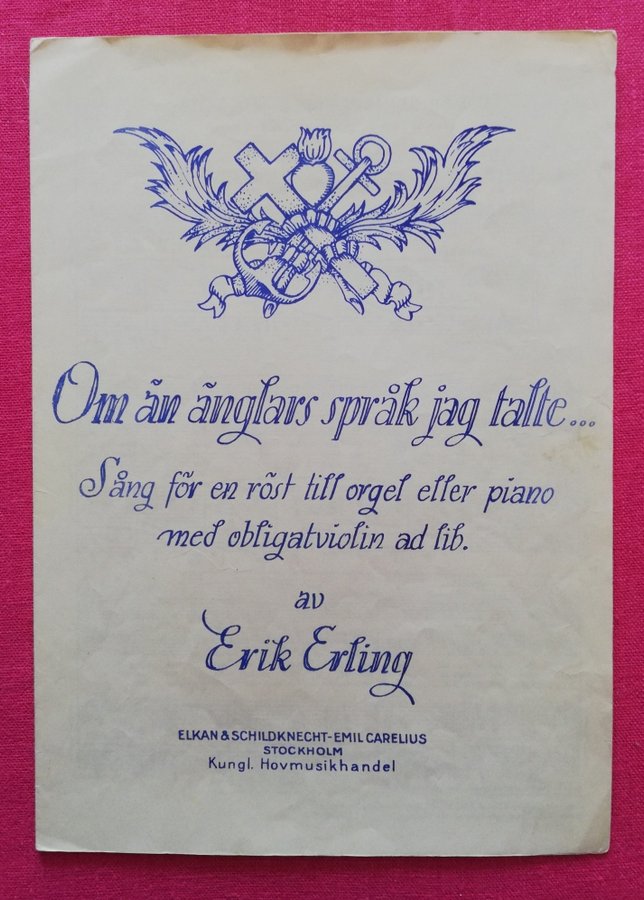 Om än änglars språk jag talte...
Sång för en röst till orgel eller piano
med obligatviolin ad lib.
av
Erik Erling
ELKAN & SCHILDKNECHT-EMIL CARELIUS
STOCKHOLM
Kungl. Hovmusikhandel